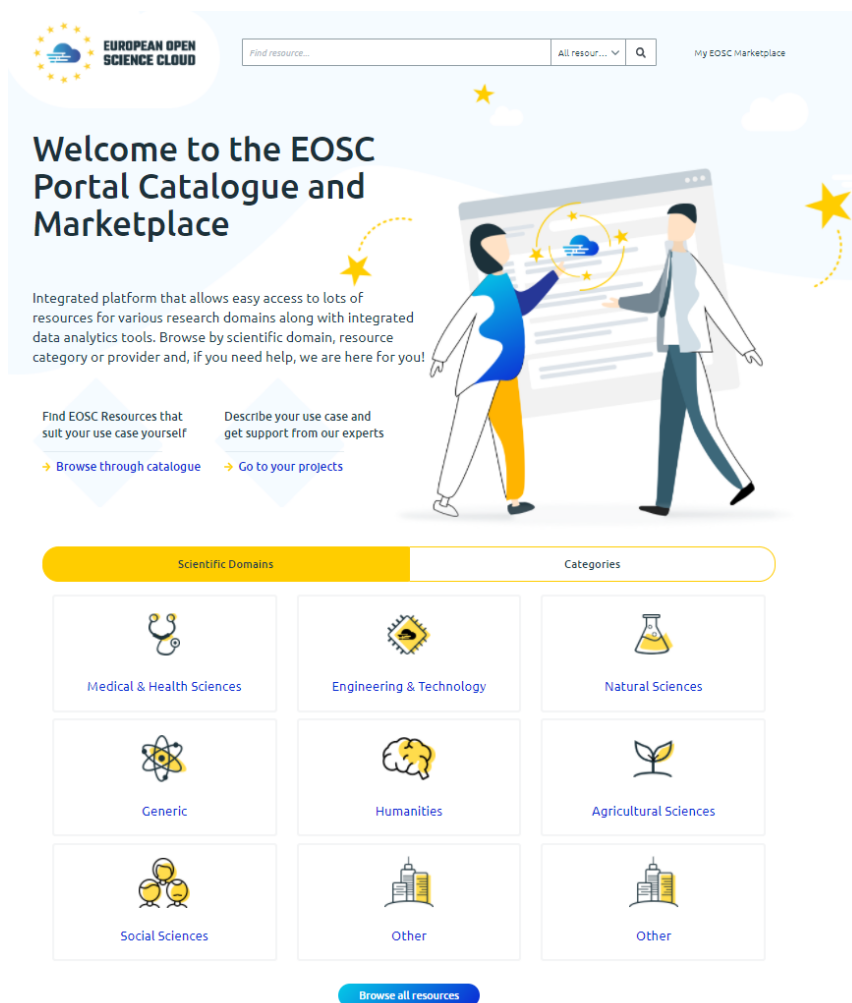 EUROPEAN OPEN
SCIENCE CLOUD
Find resource...
All resour....
My EOSC Marketplace
Welcome to the EOSC
Portal Catalogue and
Marketplace
Integrated platform that allows easy access to lots of
resources for various research domains along with integrated
data analytics tools. Browse by scientific domain, resource
category or provider and, if you need help, we are here for you!
Find EOSC Resources that
suit your use case yourself
→ Browse through catalogue
Describe your use case and
get support from our experts
→ Go to your projects
Scientific Domains
Categories
Medical & Health Sciences
Engineering & Technology
Natural Sciences
Generic
Humanities
Agricultural Sciences
Social Sciences
Other
Other
Browse all resources